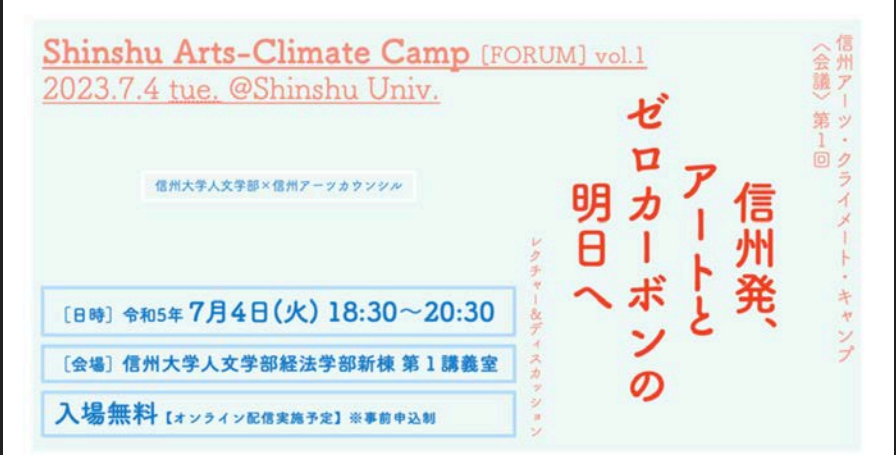 Shinshu Arts-Climate Camp [FORUM] vol.1
2023.7.4 tue. @Shinshu Univ.
信州アーツ・クライメート・キャンプ
〈会議〉第1回
信州発、
アートと
ゼロカーボンの
明日へ
レクチャー&ディスカッション
信州大学人文学部×信州アーツカウンシル
［日時］令和5年 7月4日(火) 18:30～20:30
［会場］信州大学人文学部経法学部新棟 第1講義室
入場無料【オンライン配信実施予定】※事前申込制